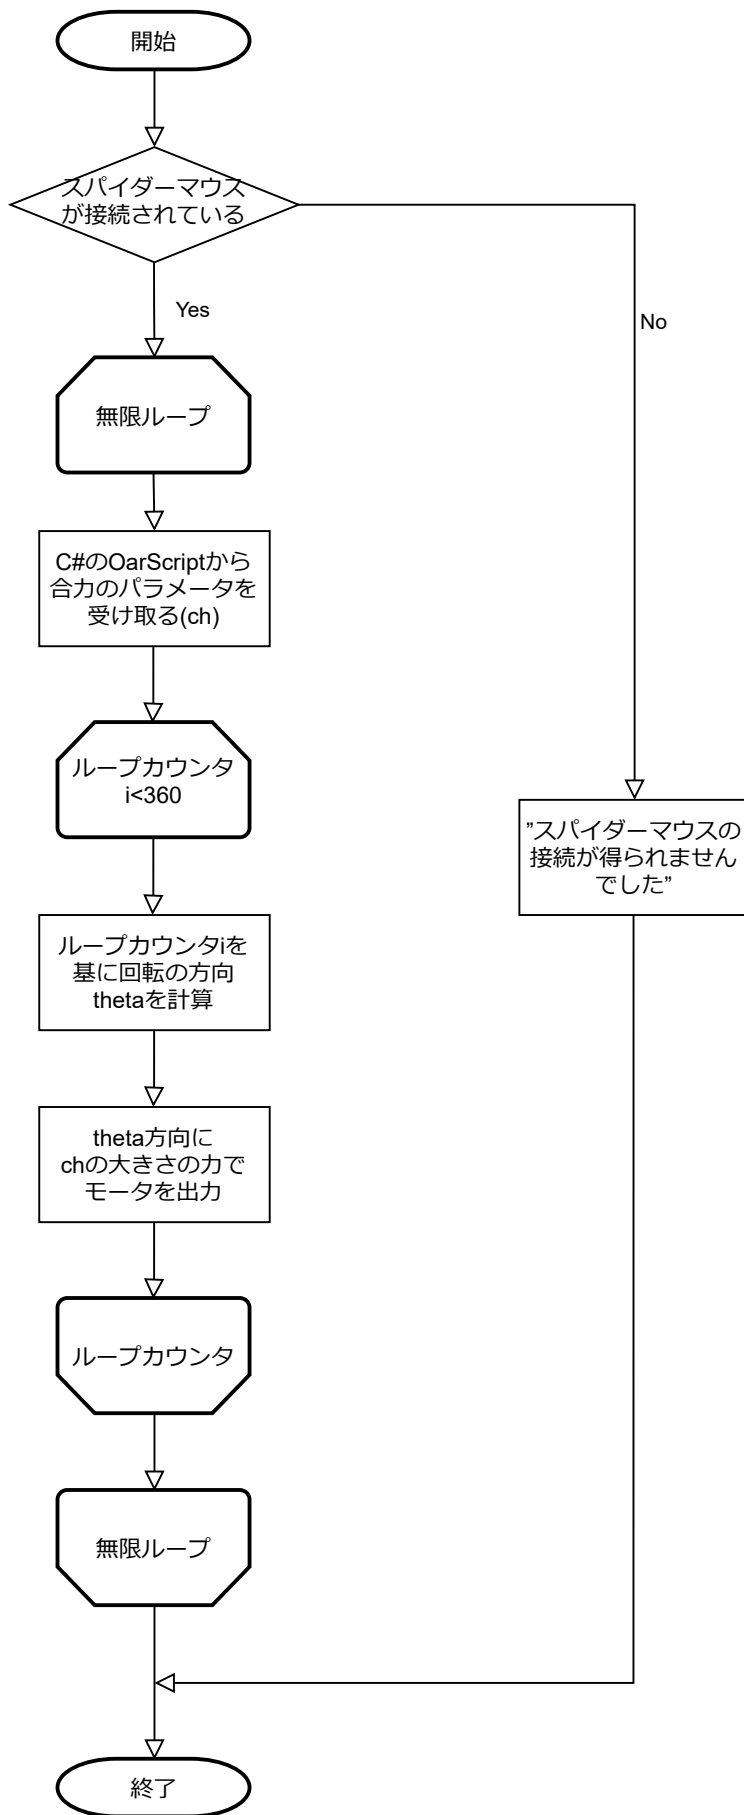 開始
スパイダーマウス
が接続されている
Yes
No
無限ループ
C#のOarScriptから
合力のパラメータを
受け取る(ch)
ループカウンタ
i<360
”スパイダーマウスの
接続が得られません
でした”
ループカウンタiを
基に回転の方向
thetaを計算
theta方向に
chの大きさの力で
モータを出力
ループカウンタ
無限ループ
終了